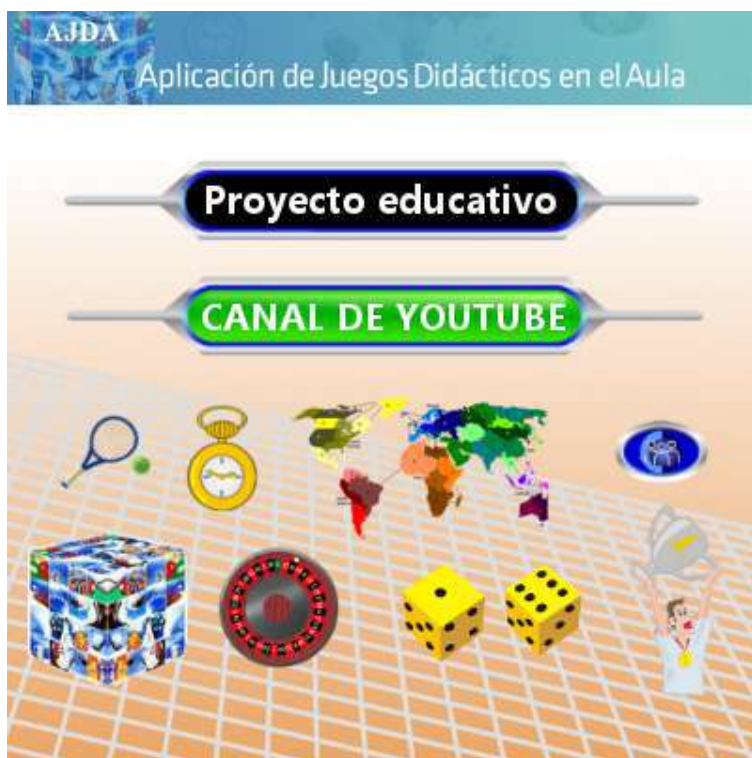 AJDA
Aplicación de Juegos Didácticos en el Aula
Proyecto educativo
CANAL DE YOUTUBE